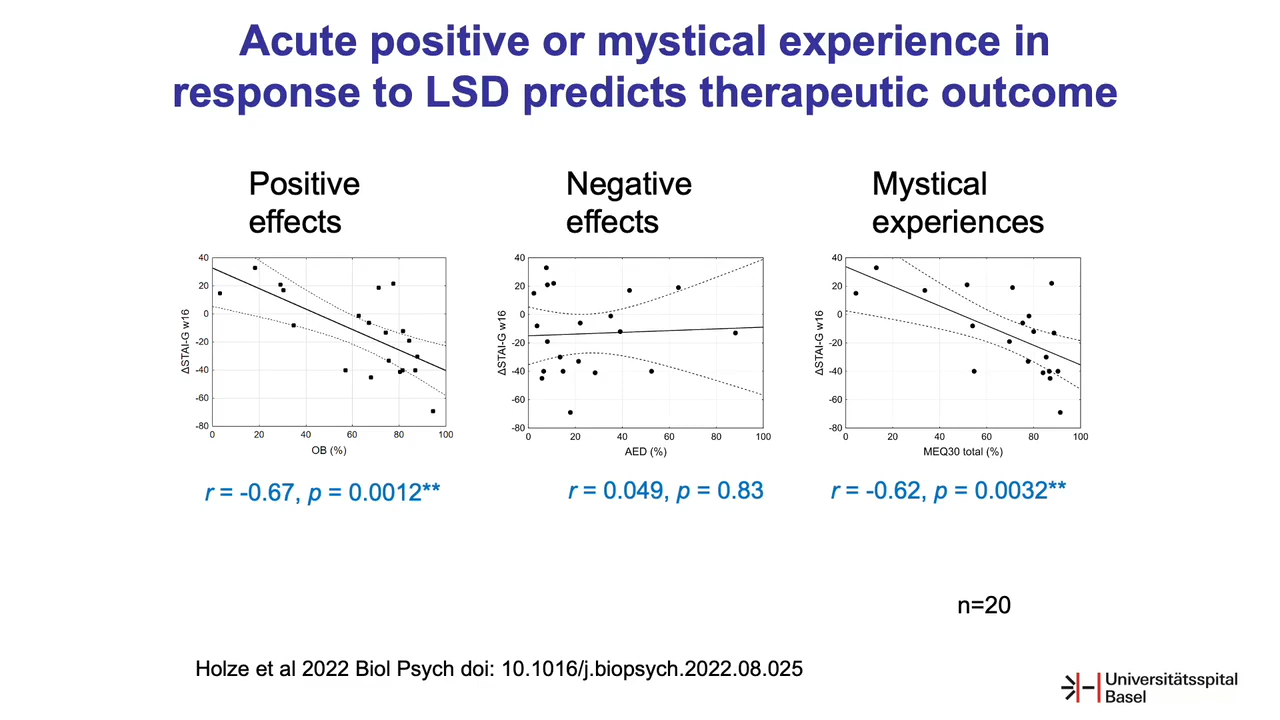 Acute positive or mystical experience in
response to LSD predicts therapeutic outcome
Positive
effects
Negative
effects
Mystical
experiences
40
20
0
-20
-40
-60
-80
ΔSTAI-G w16
0 20 40 60 80 100
OB (%)
40
20
0
-20
-40
-60
-80
ΔSTAI-G w16
0 20 40 60 80 100
AED (%)
40
20
0
-20
-40
-60
-80
ΔSTAI-G w16
0 20 40 60 80 100
MEQ30 total (%)
r = -0.67, p = 0.0012**
r = 0.049, p = 0.83
r = -0.62, p = 0.0032**
n=20
Holze et al 2022 Biol Psych doi: 10.1016/j.biopsych.2022.08.025
Universitätsspital
Basel